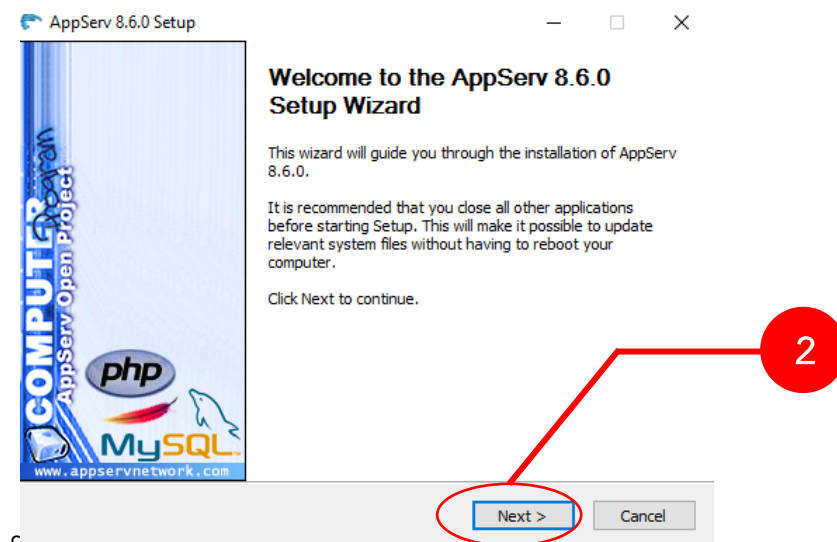 AppServ 8.6.0 Setup
Welcome to the AppServ 8.6.0
Setup Wizard
This wizard will guide you through the installation of AppServ
8.6.0.
It is recommended that you close all other applications
before starting Setup. This will make it possible to update
relevant system files without having to reboot your
computer.
Click Next to continue.
COMPUTER
Program
AppServ Open Project
php
MySQL
www.appservnetwork.com
2
Next >
Cancel